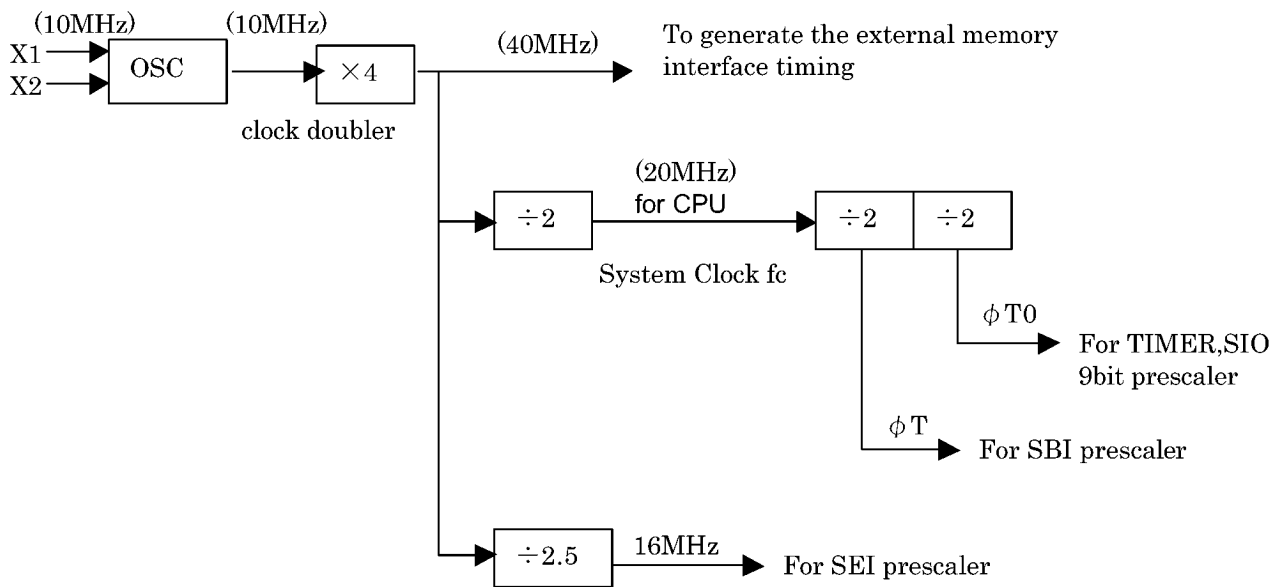 (10MHz)
(10MHz)
X1
X2
OSC
×4
clock doubler
(40MHz)
To generate the external memory
interface timing
÷2
(20MHz)
for CPU
÷2
÷2
System Clock fc
φT0
For TIMER,SIO
9bit prescaler
φT
For SBI prescaler
÷2.5
16MHz
For SEI prescaler